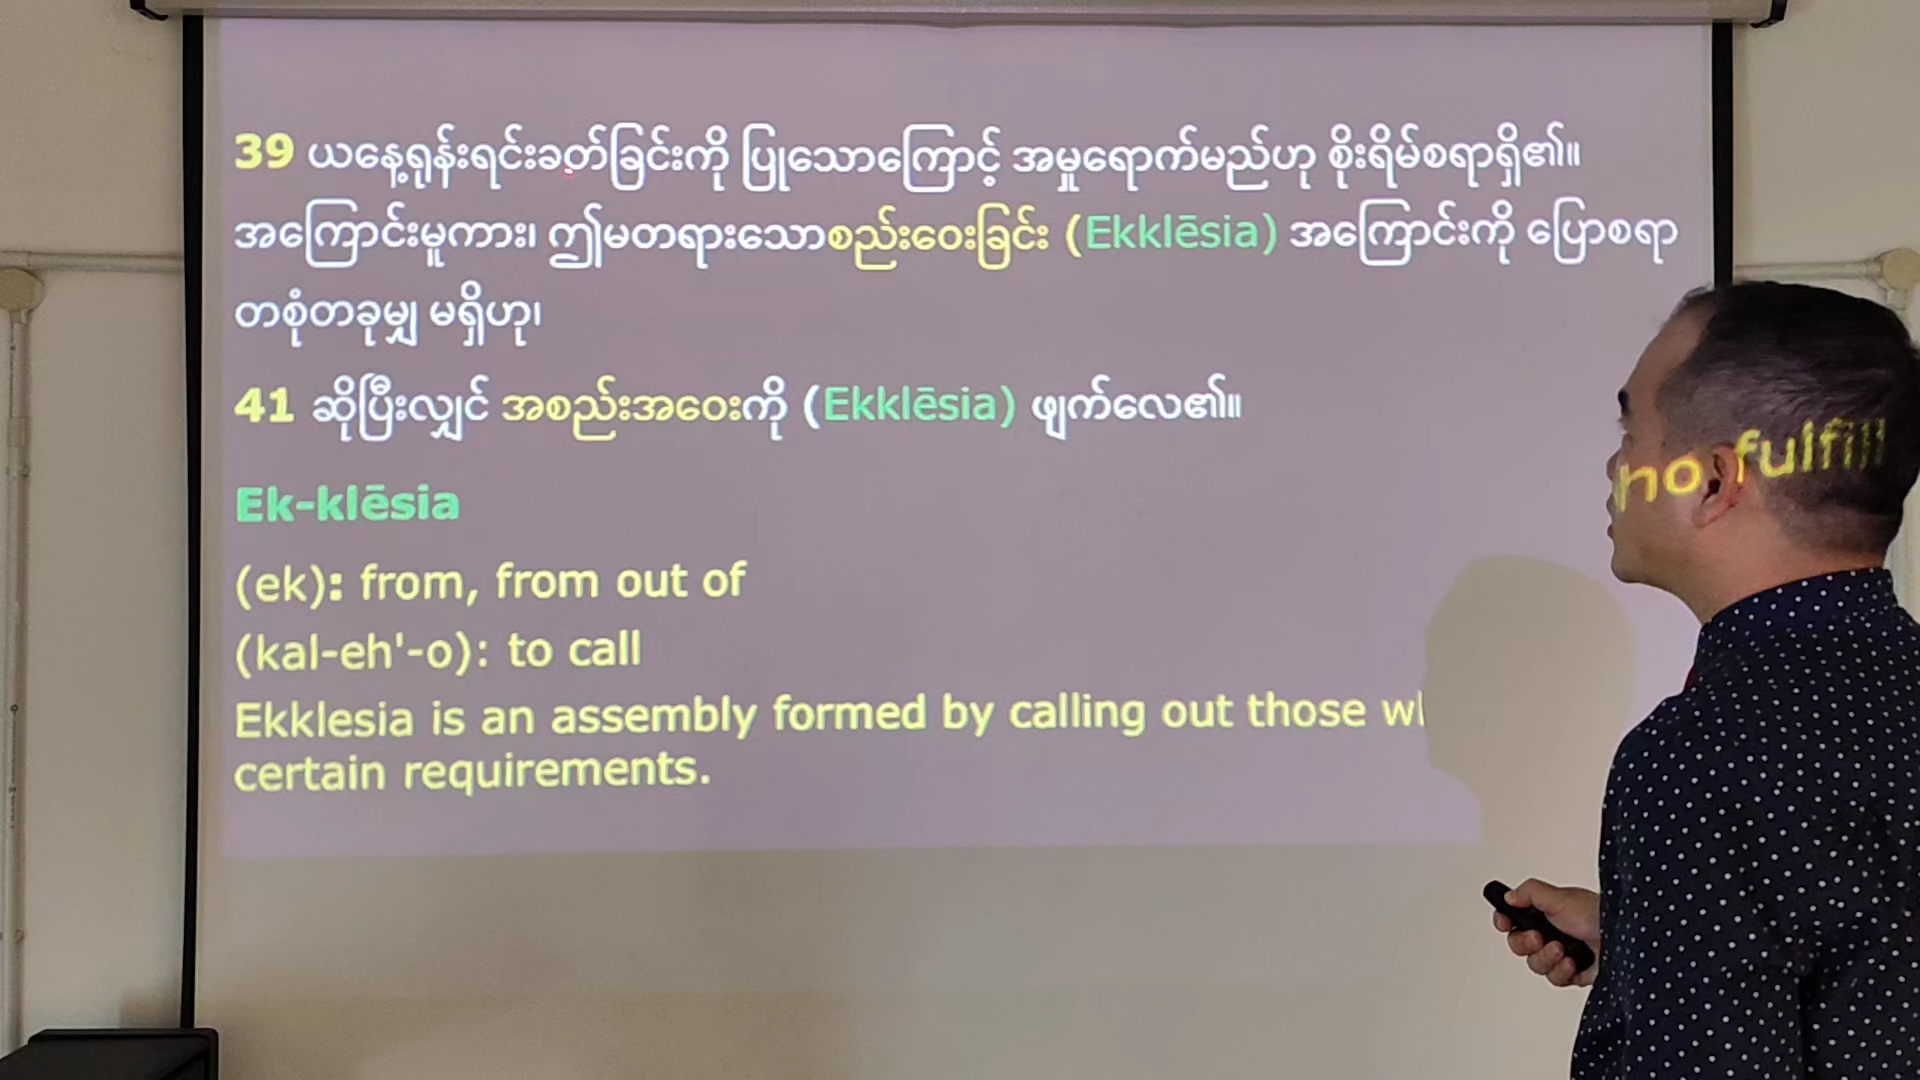 39 ယနေ့ရုန်းရင်းခတ်ခြင်းကို ပြုသောကြောင့် အမှုရောက်မည်ဟု စိုးရိမ်စရာရှိ၏။
အကြောင်းမူကား၊ ဤမတရားသောစည်းဝေးခြင်း (Ekklēsia) အကြောင်းကို ပြောစရာ
တစုံတခုမျှ မရှိဟု၊
41 ဆိုပြီးလျှင် အစည်းအဝေးကို (Ekklēsia) ဖျက်လေ၏။
Ek-klēsia
(ek): from, from out of
(kal-eh'-o): to call
Ekklesia is an assembly formed by calling out those who fulfill
certain requirements.